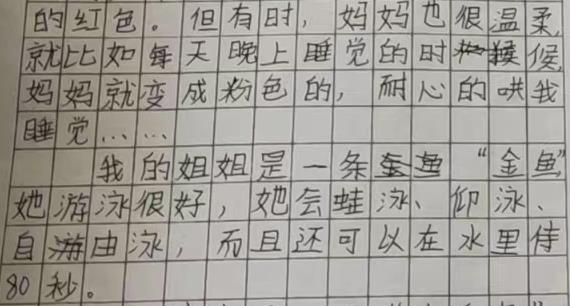 的红色。但有时，妈妈也很温柔，
就比如每天晚上睡觉的时候，
妈妈就变成粉色的，耐心的哄我
睡觉……
我的姐姐是一条“金鱼”，
她游泳很好，她会蛙泳、仰泳、
自由泳，而且还可以在水里待
80秒。